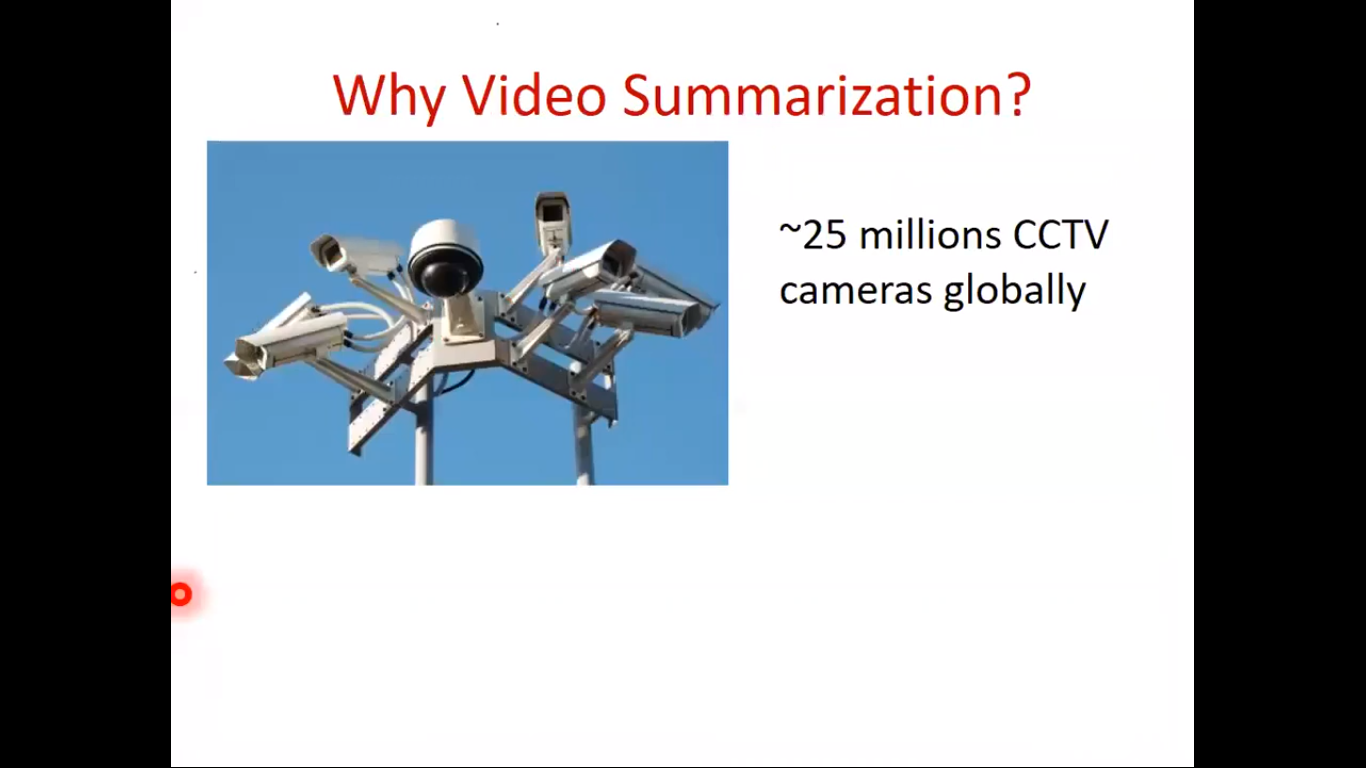 Why Video Summarization?
~25 millions CCTV
cameras globally